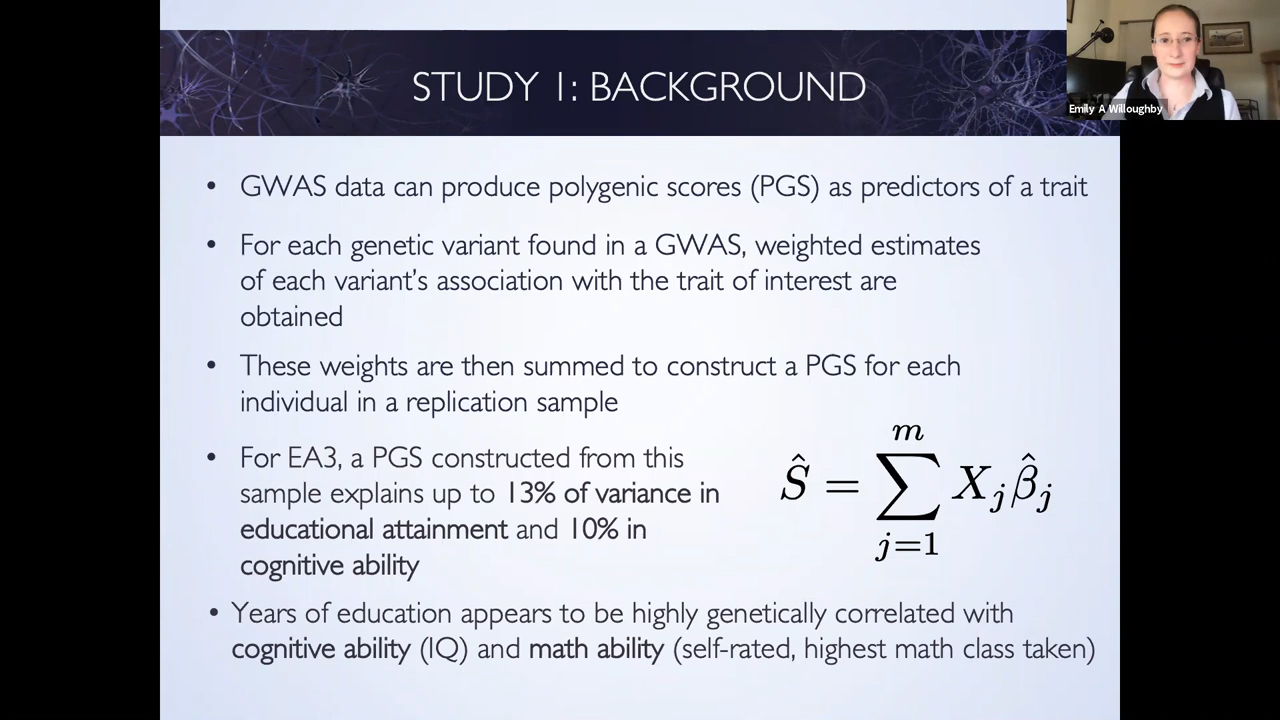 STUDY 1: BACKGROUND
Emily A Willoughby
• GWAS data can produce polygenic scores (PGS) as predictors of a trait
• For each genetic variant found in a GWAS, weighted estimates
of each variant's association with the trait of interest are
obtained
• These weights are then summed to construct a PGS for each
individual in a replication sample
• For EA3, a PGS constructed from this
sample explains up to 13% of variance in
educational attainment and 10% in
cognitive ability
m
Ŝ = ∑ X_j β̂_j
j=1
• Years of education appears to be highly genetically correlated with
cognitive ability (IQ) and math ability (self-rated, highest math class taken)